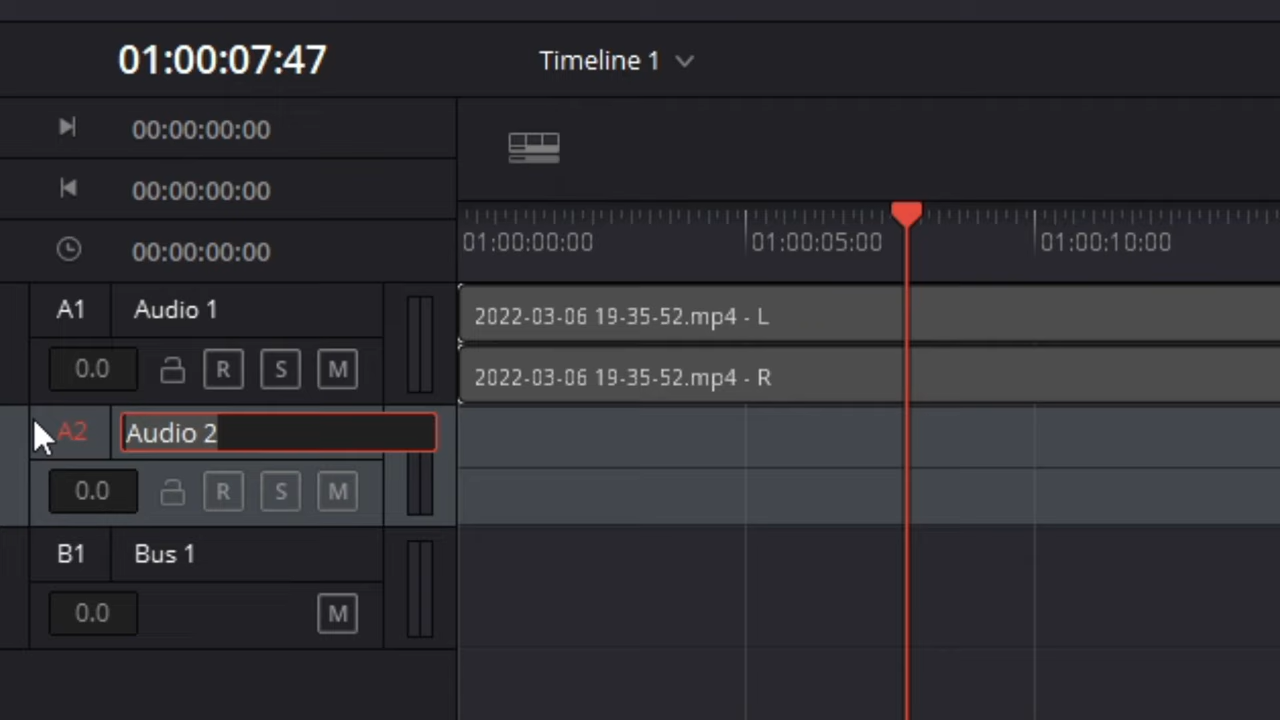 01:00:07:47
Timeline 1
00:00:00:00
00:00:00:00
00:00:00:00
01:00:00:00 01:00:05:00 01:00:10:00
A1 Audio 1
0.0 R S M
2022-03-06 19-35-52.mp4 - L
2022-03-06 19-35-52.mp4 - R
A2 Audio 2
0.0 R S M
B1 Bus 1
0.0 M